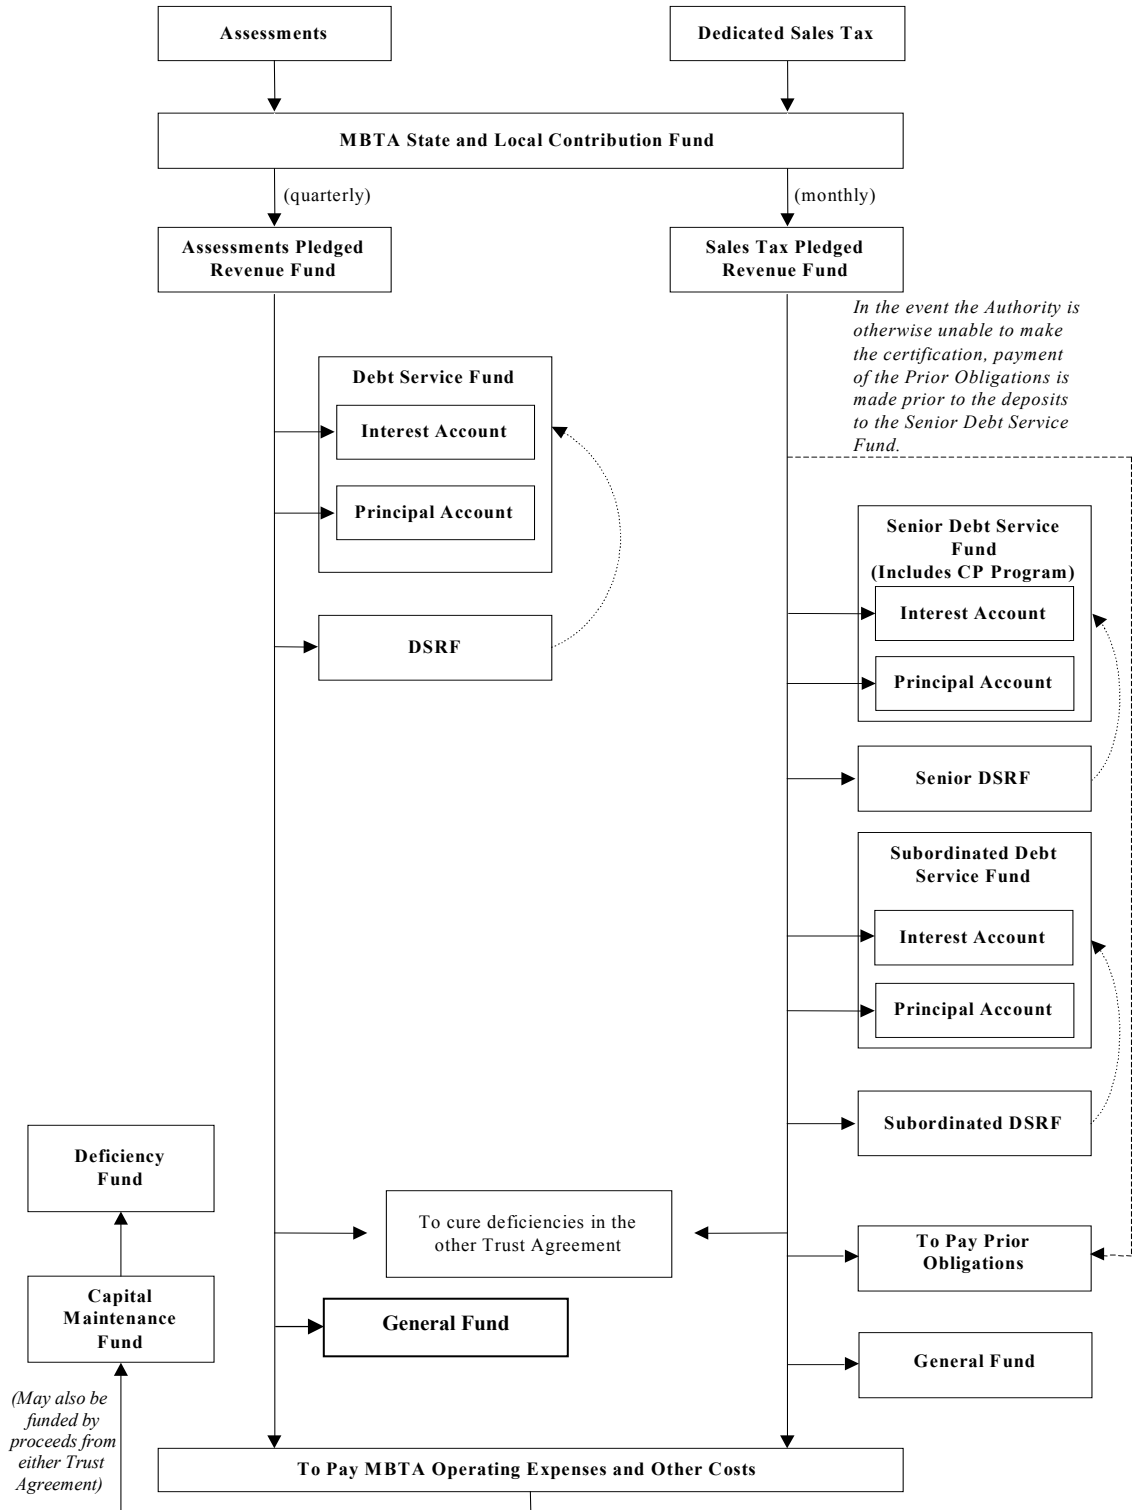 Assessments
Dedicated Sales Tax
MBTA State and Local Contribution Fund
(quarterly)
(monthly)
Assessments Pledged
Revenue Fund
Sales Tax Pledged
Revenue Fund
In the event the Authority is
otherwise unable to make
the certification, payment
of the Prior Obligations is
made prior to the deposits
to the Senior Debt Service
Fund.
Debt Service Fund
Interest Account
Principal Account
DSRF
Senior Debt Service
Fund
(Includes CP Program)
Interest Account
Principal Account
Senior DSRF
Subordinated Debt
Service Fund
Interest Account
Principal Account
Subordinated DSRF
Deficiency
Fund
To cure deficiencies in the
other Trust Agreement
To Pay Prior
Obligations
Capital
Maintenance
Fund
General Fund
General Fund
(May also be
funded by
proceeds from
either Trust
Agreement)
To Pay MBTA Operating Expenses and Other Costs